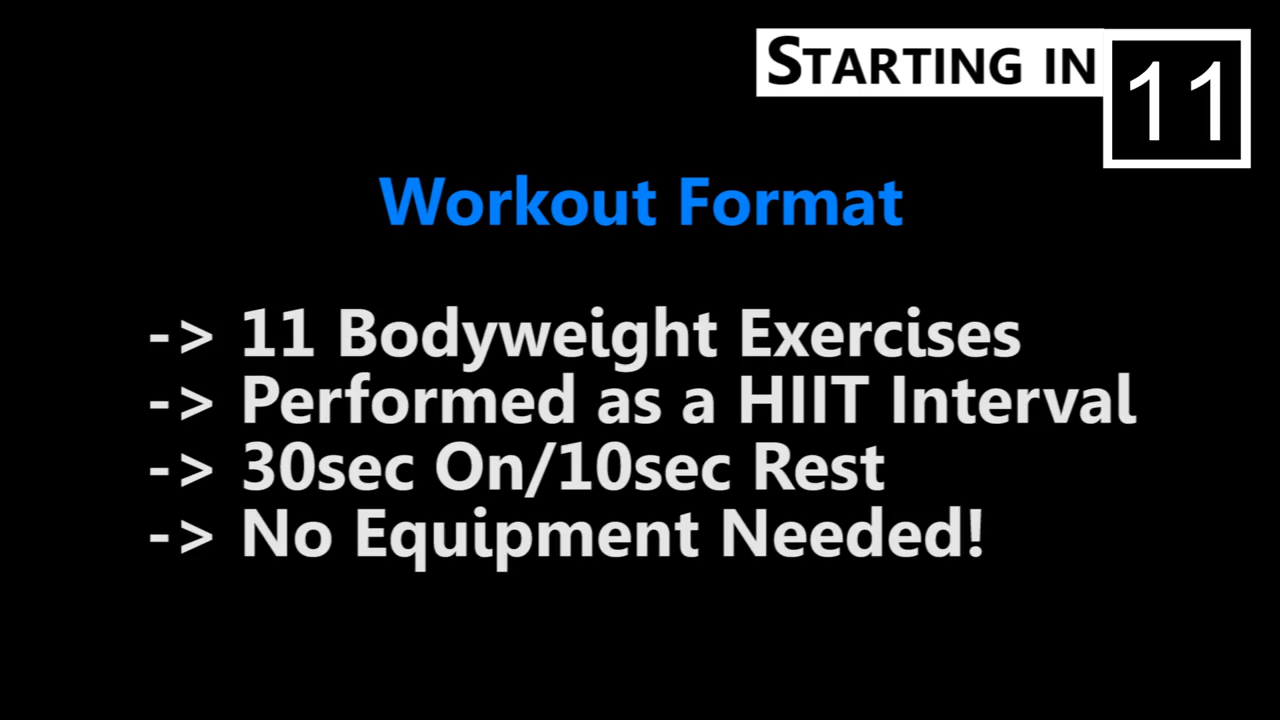 STARTING IN 11
Workout Format
-> 11 Bodyweight Exercises
-> Performed as a HIIT Interval
-> 30sec On/10sec Rest
-> No Equipment Needed!